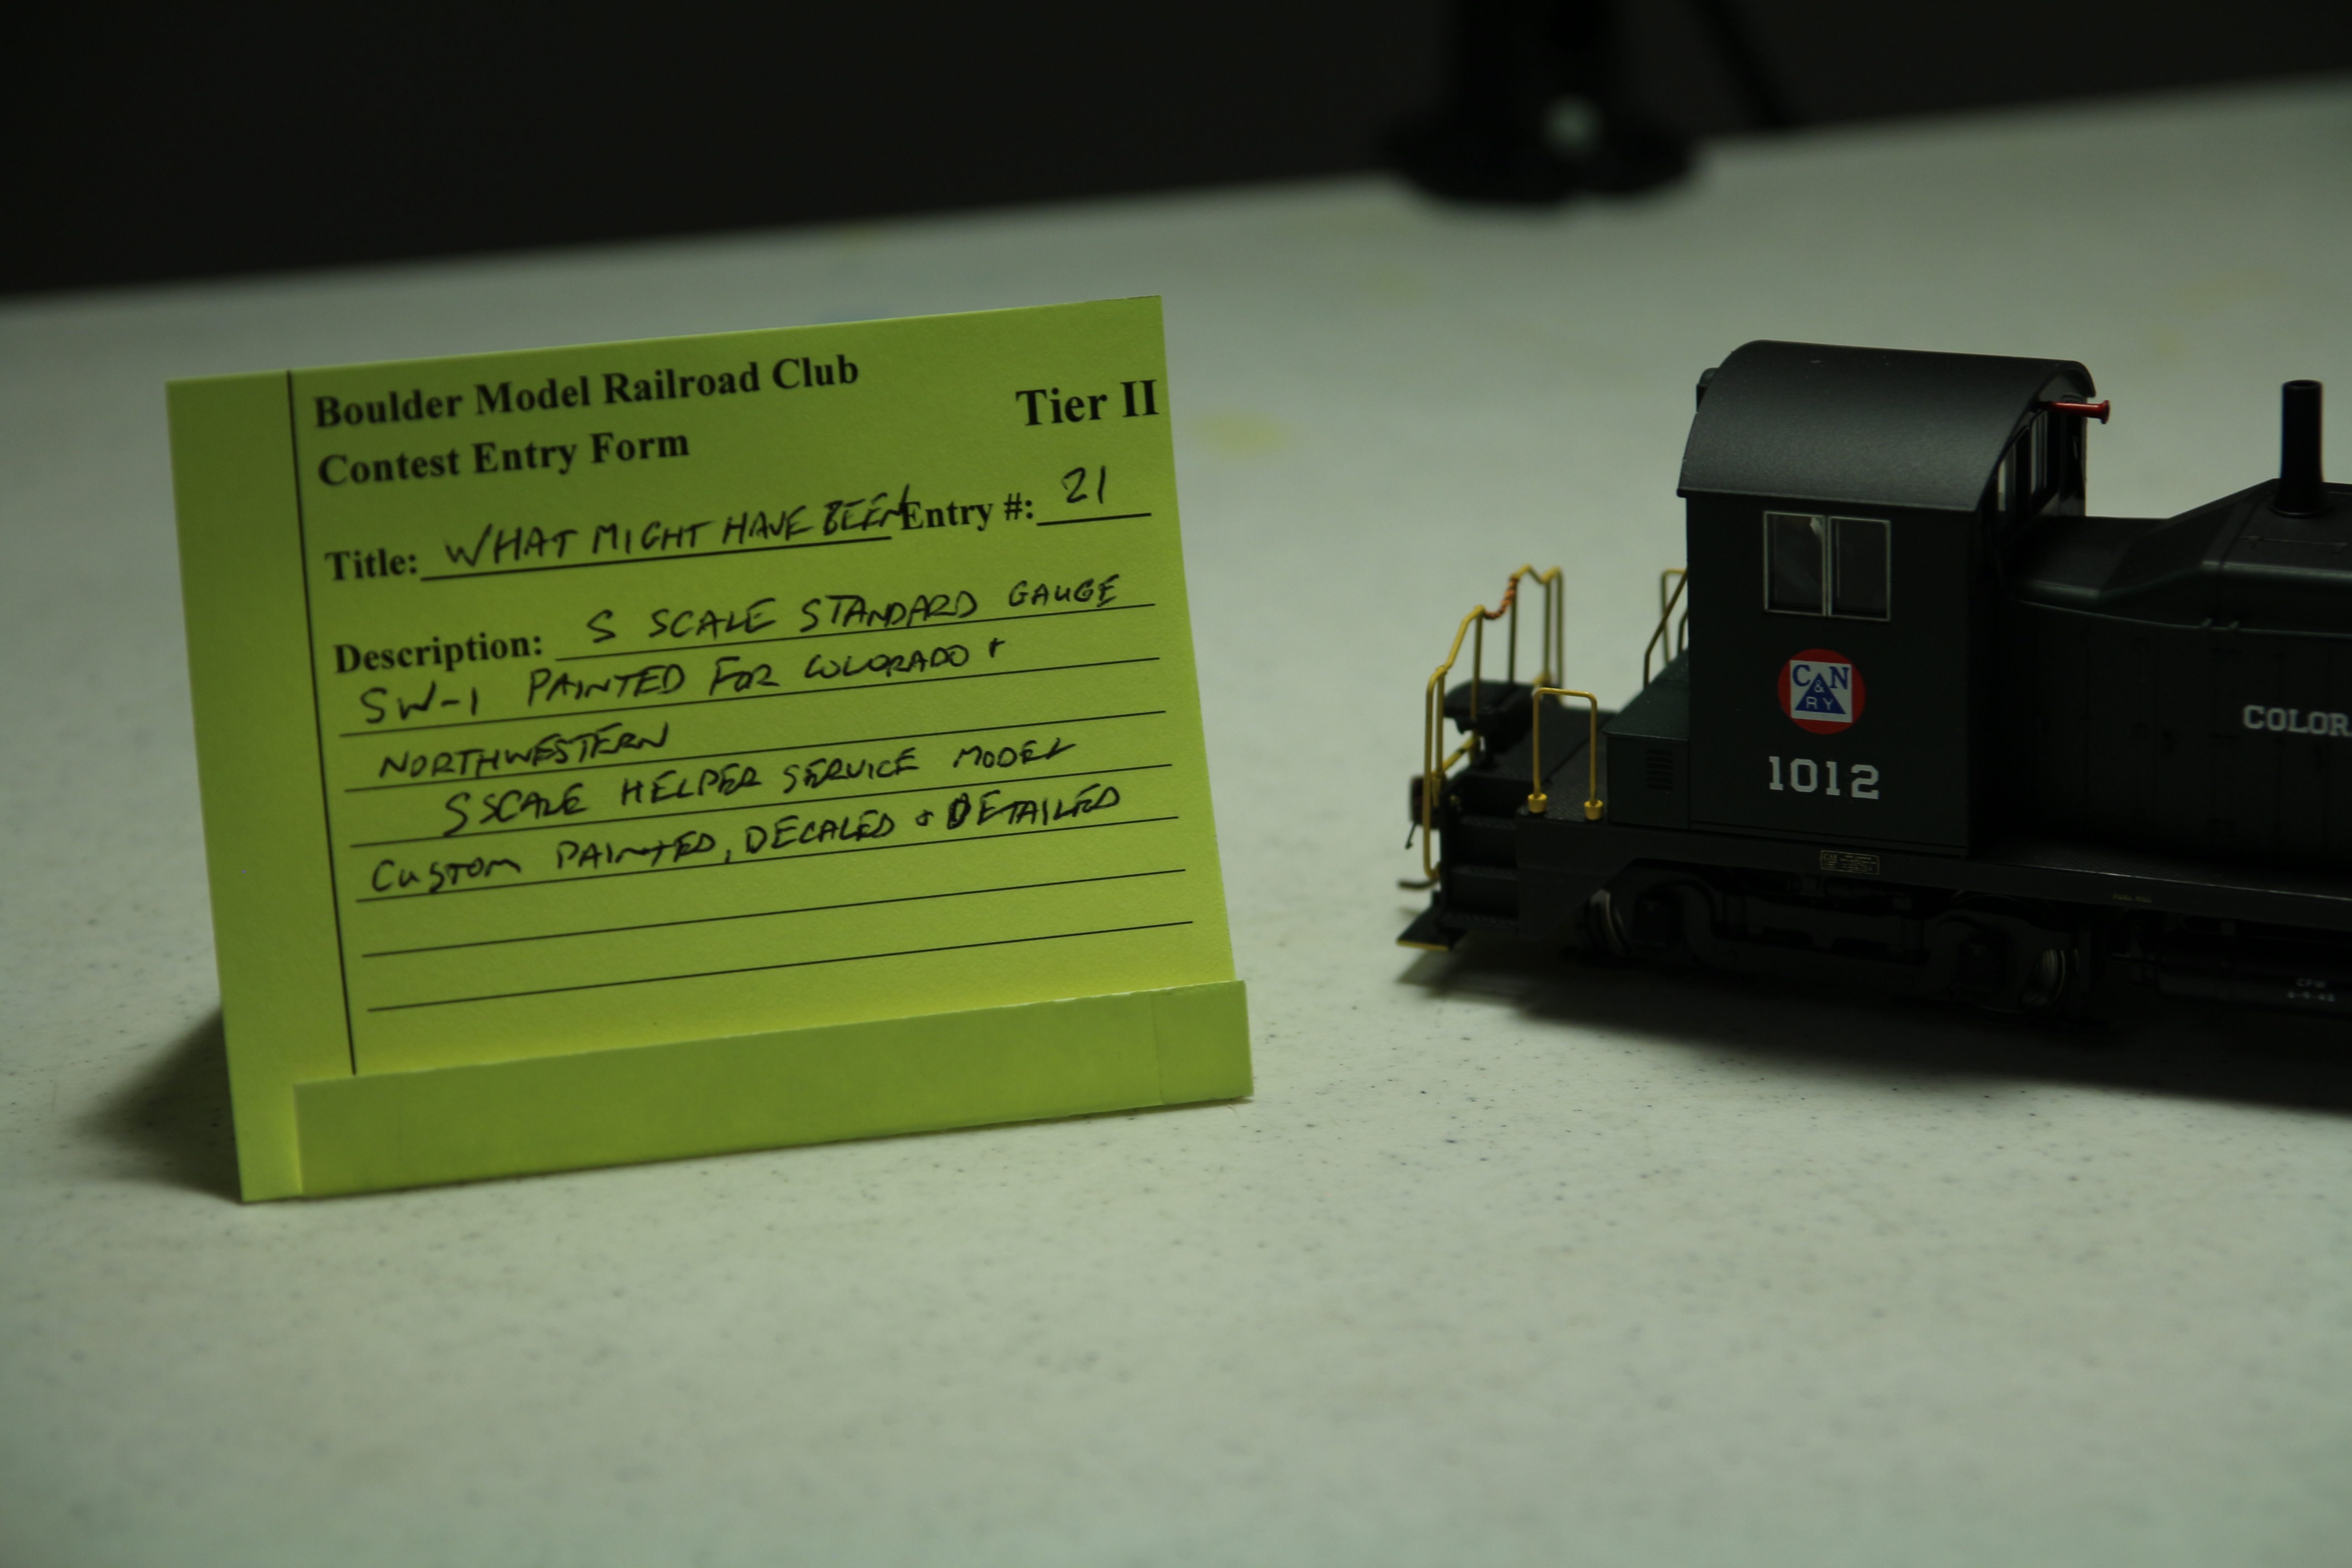 Boulder Model Railroad Club
Tier II
Contest Entry Form
Title: WHAT MIGHT HAVE BEEN Entry #: 21
Description: S SCALE STANDARD GAUGE
SW-1 PAINTED FOR COLORADO +
NORTHWESTERN
S SCALE HELPER SERVICE MODEL
CUSTOM PAINTED, DECALED + DETAILED
C&N
RY
1012
COLOR